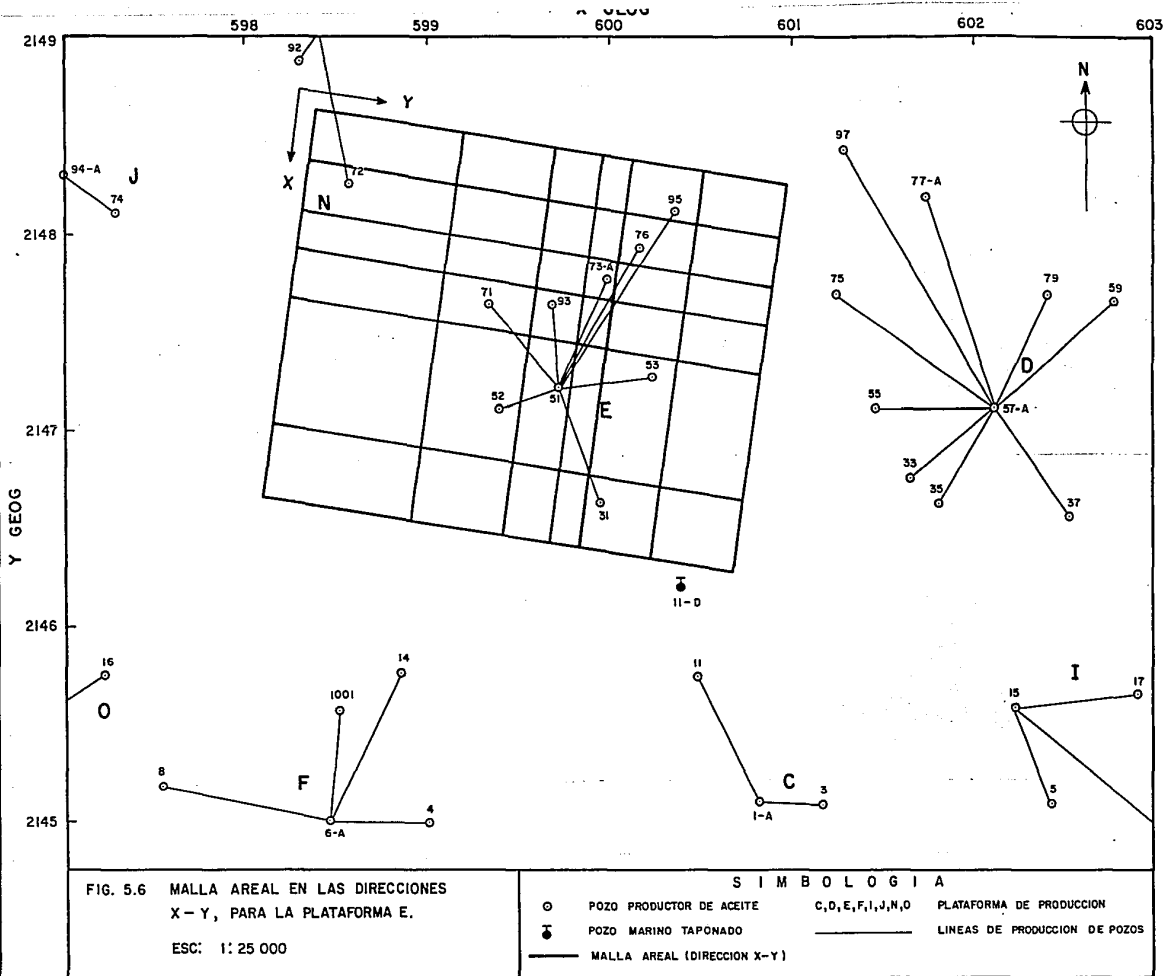 X GEOG
598 599 600 601 602 603
2149
92
N
Y
97
94-A
J
72
X
77-A
74
N
95
2148
76
73-A
75
79
59
71
93
D
53
51
52
E
55
57-A
2147
33
35
37
31
Y GEOG
11-D
2146
16
14
11
I
17
1001
15
O
8
F
C
5
2145
6-A
4
1-A
3
FIG. 5.6 MALLA AREAL EN LAS DIRECCIONES
X-Y, PARA LA PLATAFORMA E.
ESC: 1:25 000
SIMBOLOGIA
POZO PRODUCTOR DE ACEITE
C,D,E,F,I,J,N,O PLATAFORMA DE PRODUCCION
POZO MARINO TAPONADO
LINEAS DE PRODUCCION DE POZOS
MALLA AREAL (DIRECCION X-Y)